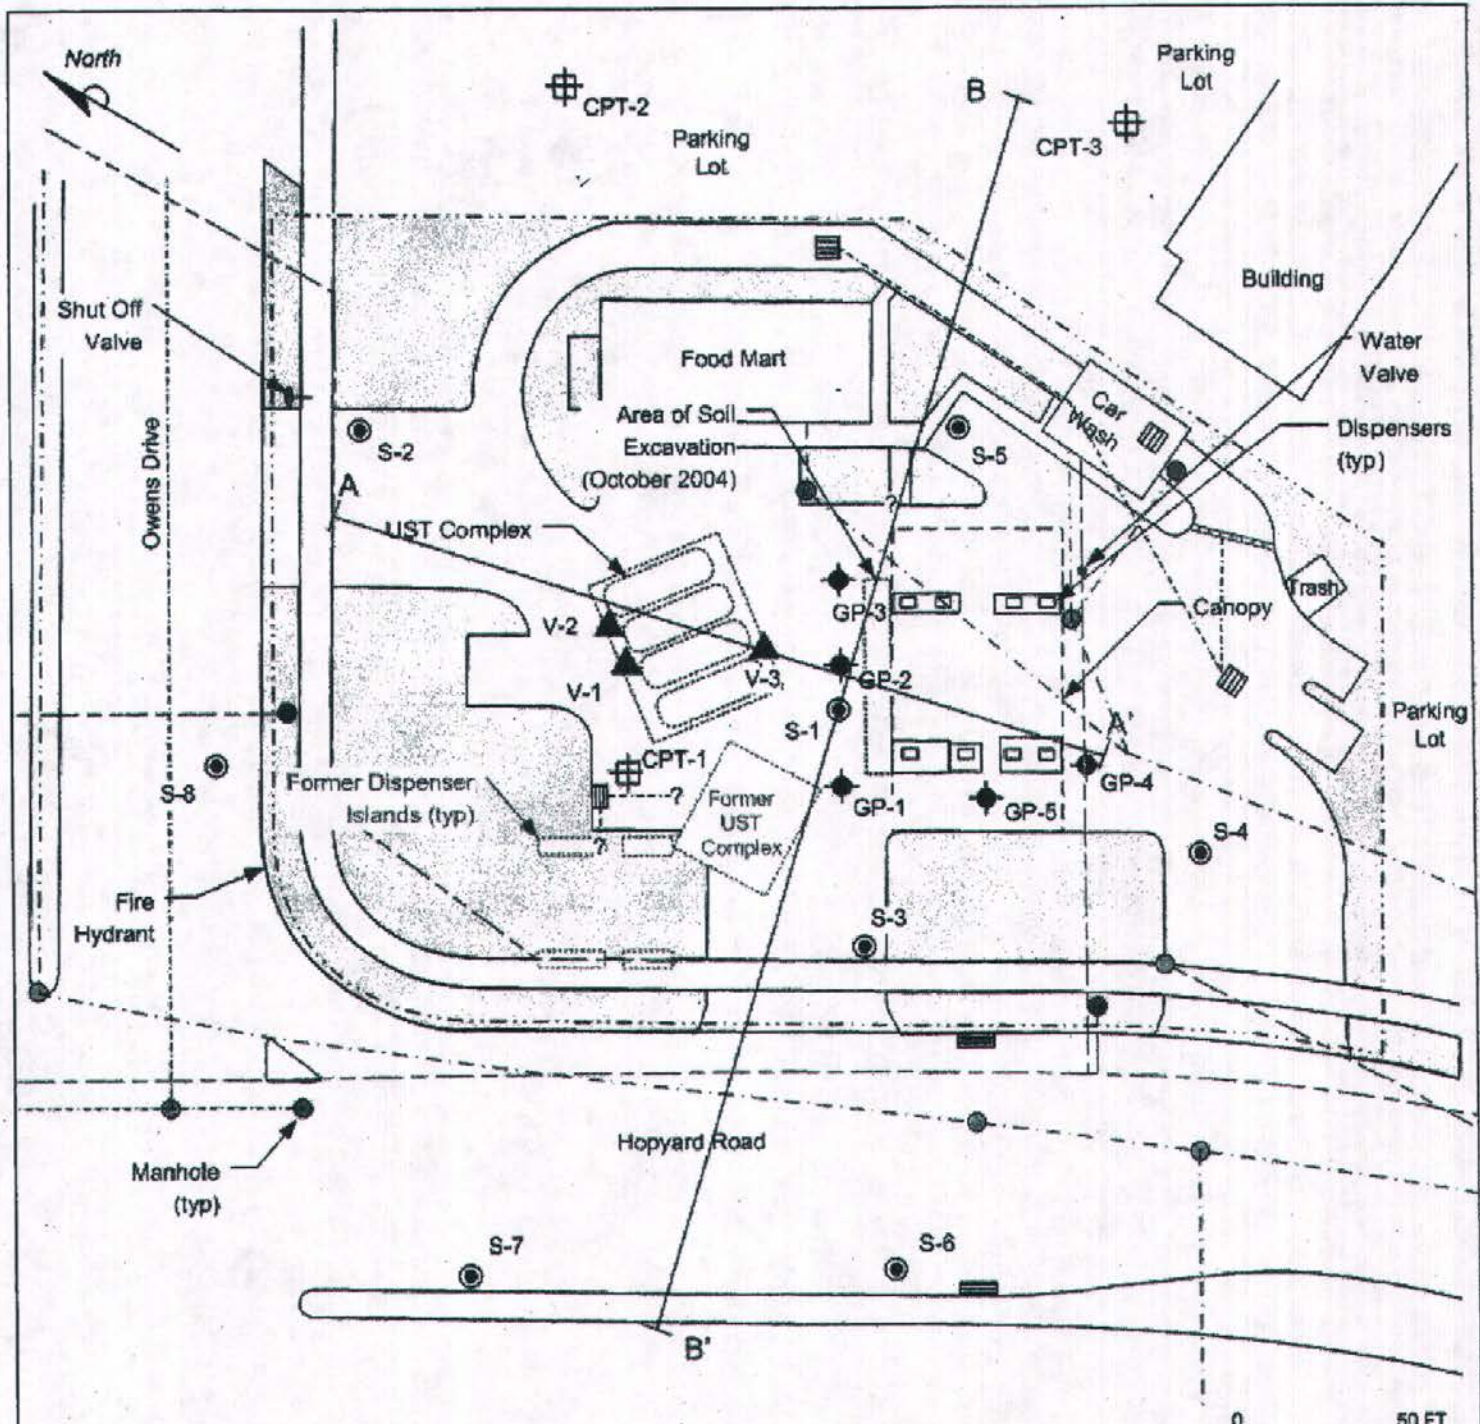 North
CPT-2
B
Parking
Lot
Parking
Lot
CPT-3
Shut Off
Valve
Owens Drive
Food Mart
Building
Water
Valve
Area of Soil
Excavation
(October 2004)
S-2
S-5
Car
Wash
Dispensers
(typ)
A
?
UST Complex
GP-3
Trash
Canopy
V-2
V-1
V-3
GP-2
S-1
A'
Parking
Lot
CPT-1
S-8
Former Dispenser
Islands (typ)
?
?
Former
UST
Complex
GP-1
GP-5
GP-4
S-4
Fire
Hydrant
S-3
Hopyard Road
Manhole
(typ)
S-7
S-6
B'
0
50 FT